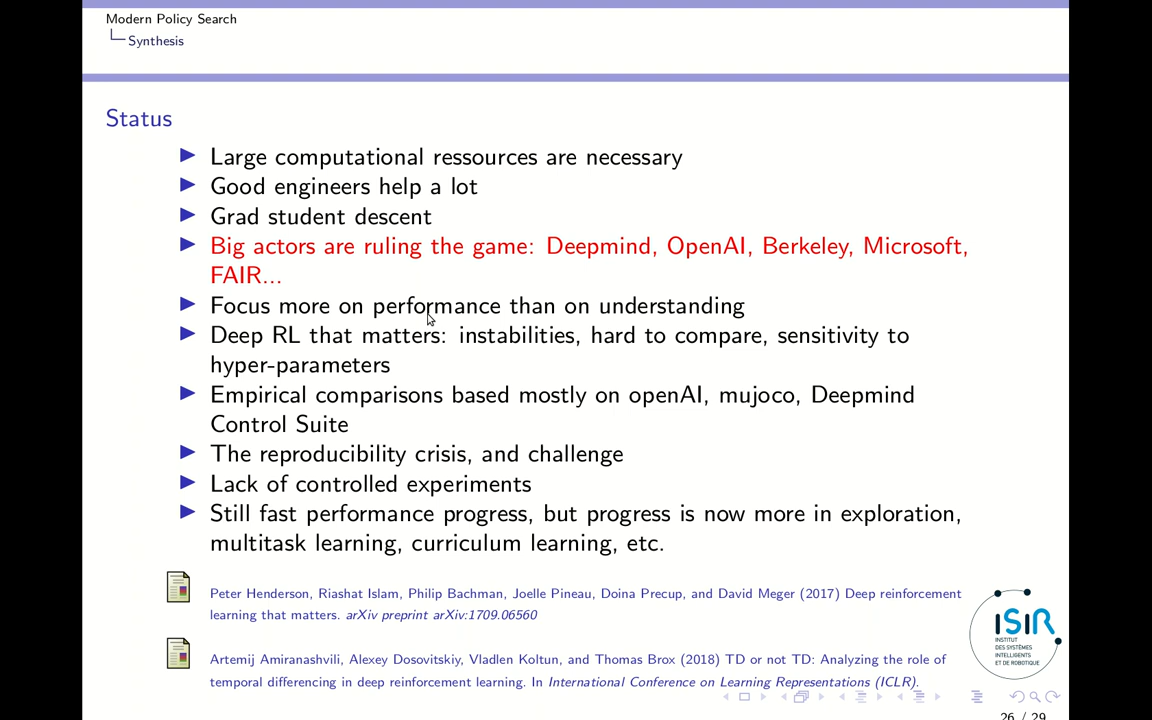 Modern Policy Search
Synthesis
Status
Large computational ressources are necessary
Good engineers help a lot
Grad student descent
Big actors are ruling the game: Deepmind, OpenAI, Berkeley, Microsoft,
FAIR...
Focus more on performance than on understanding
Deep RL that matters: instabilities, hard to compare, sensitivity to
hyper-parameters
Empirical comparisons based mostly on openAI, mujoco, Deepmind
Control Suite
The reproducibility crisis, and challenge
Lack of controlled experiments
Still fast performance progress, but progress is now more in exploration,
multitask learning, curriculum learning, etc.
Peter Henderson, Riashat Islam, Philip Bachman, Joelle Pineau, Doina Precup, and David Meger (2017) Deep reinforcement
learning that matters. arXiv preprint arXiv:1709.06560
Artemij Amiranashvili, Alexey Dosovitskiy, Vladlen Koltun, and Thomas Brox (2018) TD or not TD: Analyzing the role of
temporal differencing in deep reinforcement learning. In International Conference on Learning Representations (ICLR).
ISIR
INSTITUT
DES SYSTÈMES
INTELLIGENTS
ET DE ROBOTIQUE
26 / 29